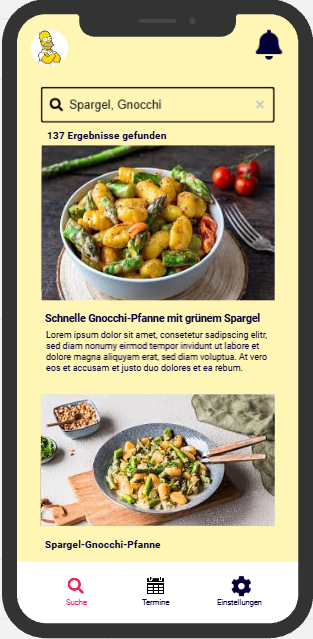 Spargel, Gnocchi
137 Ergebnisse gefunden
Schnelle Gnocchi-Pfanne mit grünem Spargel
Lorem ipsum dolor sit amet, consetetur sadipscing elitr,
sed diam nonumy eirmod tempor invidunt ut labore et
dolore magna aliquyam erat, sed diam voluptua. At vero
eos et accusam et justo duo dolores et ea rebum.
Spargel-Gnocchi-Pfanne
Suche
Termine
Einstellungen